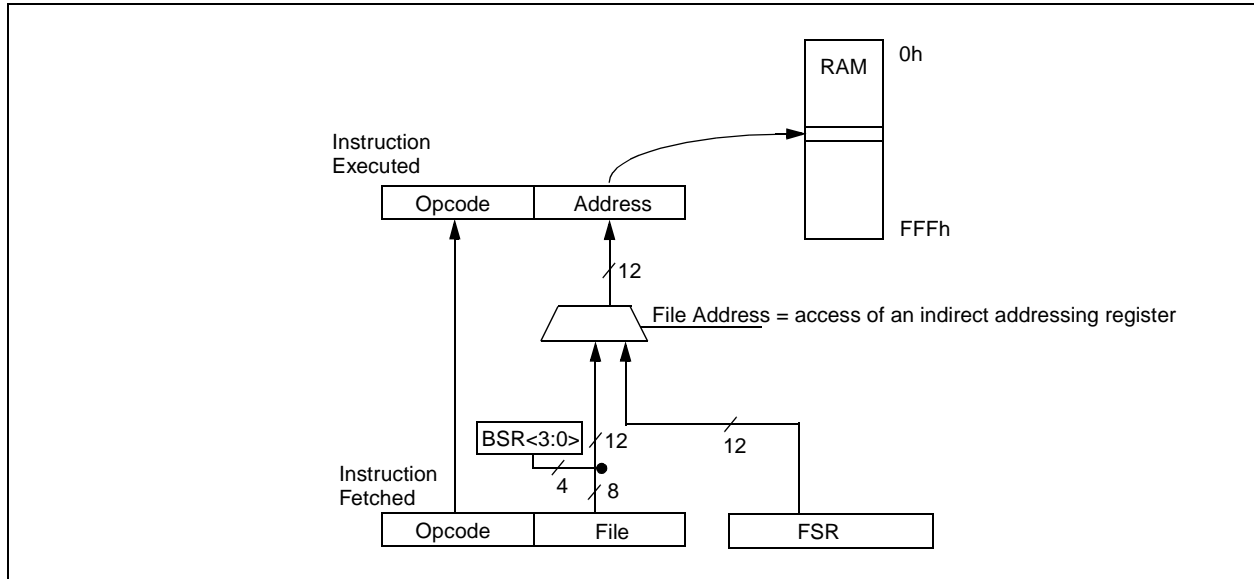 RAM
0h
Instruction
Executed
Opcode
Address
FFFh
12
File Address = access of an indirect addressing register
BSR<3:0>
12
12
Instruction
Fetched
4
8
Opcode
File
FSR